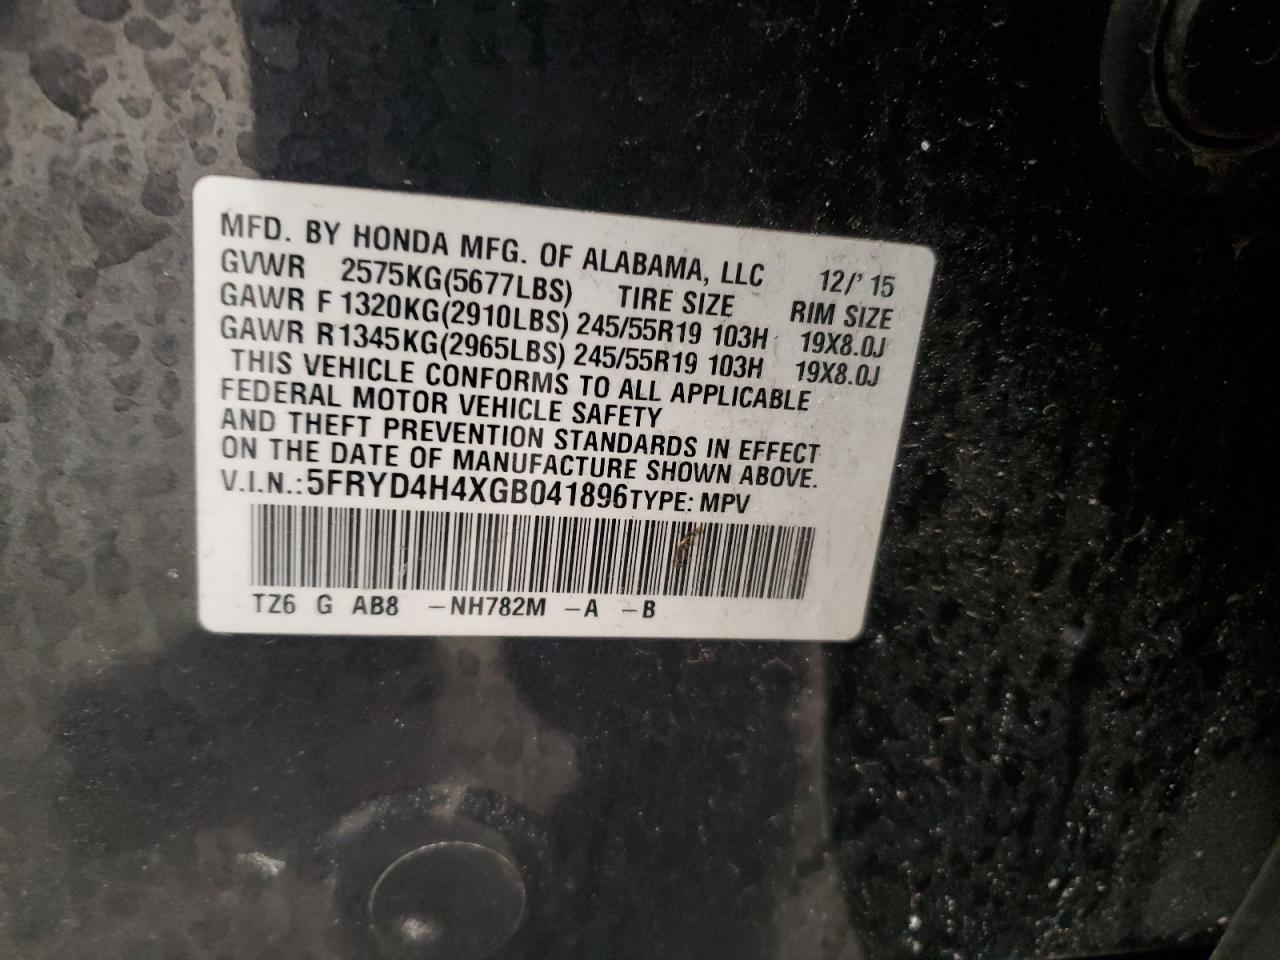 MFD. BY HONDA MFG. OF ALABAMA, LLC 12/' 15
GVWR 2575KG(5677LBS) TIRE SIZE RIM SIZE
GAWR F 1320KG(2910LBS) 245/55R19 103H 19X8.0J
GAWR R1345KG(2965LBS) 245/55R19 103H 19X8.0J
THIS VEHICLE CONFORMS TO ALL APPLICABLE
FEDERAL MOTOR VEHICLE SAFETY
AND THEFT PREVENTION STANDARDS IN EFFECT
ON THE DATE OF MANUFACTURE SHOWN ABOVE.
V.I.N.:5FRYD4H4XGB041896TYPE: MPV
TZ6 G AB8 -NH782M -A -B